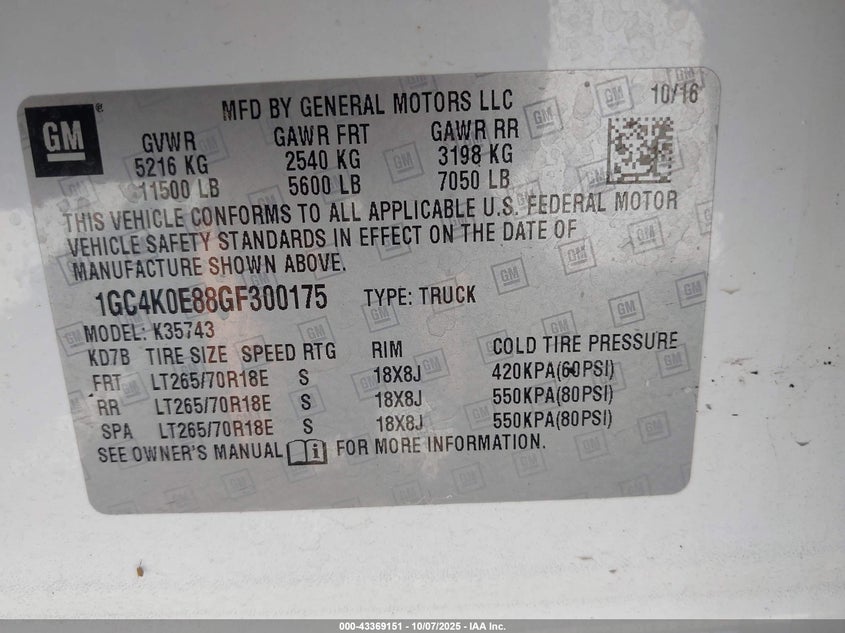 GM ® MFD BY GENERAL MOTORS LLC 10/16
GVWR GAWR FRT GAWR RR
5216 KG 2540 KG 3198 KG
11500 LB 5600 LB 7050 LB
THIS VEHICLE CONFORMS TO ALL APPLICABLE U.S. FEDERAL MOTOR
VEHICLE SAFETY STANDARDS IN EFFECT ON THE DATE OF
MANUFACTURE SHOWN ABOVE.
1GC4K0E88GF300175 TYPE: TRUCK
MODEL: K35743
KD7B TIRE SIZE SPEED RTG RIM COLD TIRE PRESSURE
FRT LT265/70R18E S 18X8J 420KPA(60PSI)
RR LT265/70R18E S 18X8J 550KPA(80PSI)
SPA LT265/70R18E S 18X8J 550KPA(80PSI)
SEE OWNER'S MANUAL i FOR MORE INFORMATION.
000-43369151 - 10/07/2025 - IAA Inc.